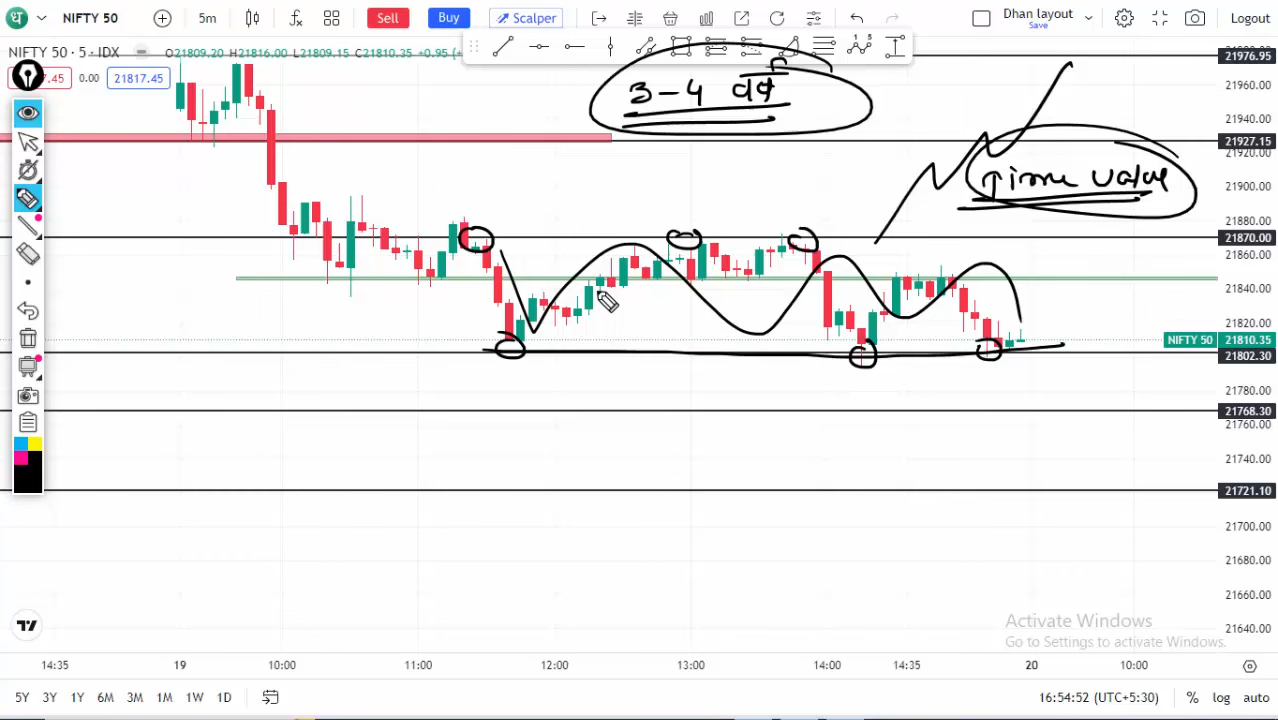 धा NIFTY 50 5m Sell Buy Scalper Dhan layout Save Logout
NIFTY 50 · 5 · IDX O21809.20 H21816.00 L21809.15 C21810.35 +0.95
.45 0.00 21817.45
3-4
Time value
21976.95
21960.00
21940.00
21927.15
21920.00
21900.00
21880.00
21870.00
21860.00
21840.00
21820.00
NIFTY 50 21810.35
21802.30
21780.00
21768.30
21760.00
21740.00
21721.10
21700.00
21680.00
21660.00
21640.00
Activate Windows
Go to Settings to activate Windows.
14:35 19 10:00 11:00 12:00 13:00 14:00 14:35 20 10:00
5Y 3Y 1Y 6M 3M 1M 1W 1D 16:54:52 (UTC+5:30) % log auto